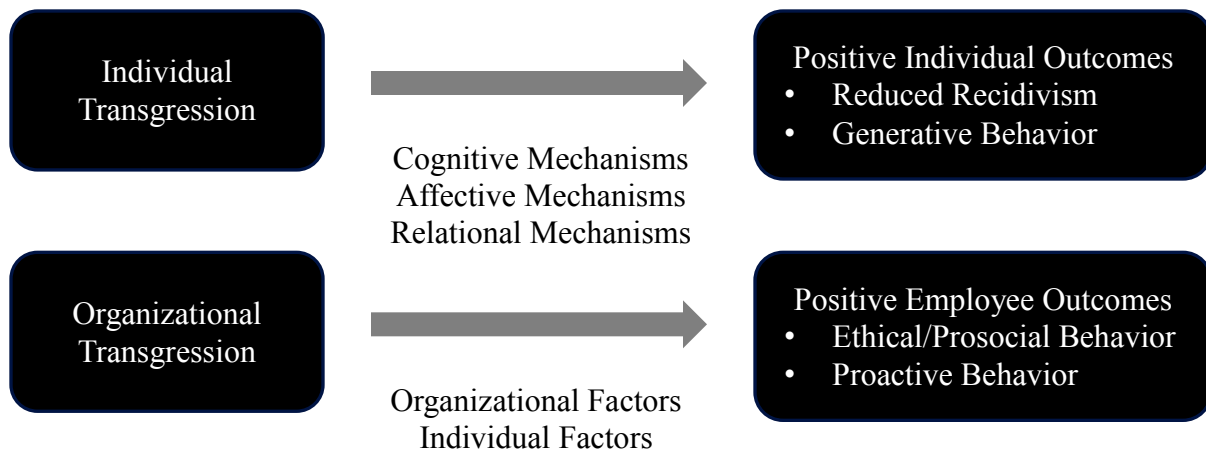 Individual
Transgression
Cognitive Mechanisms
Affective Mechanisms
Relational Mechanisms
Positive Individual Outcomes
• Reduced Recidivism
• Generative Behavior
Organizational
Transgression
Organizational Factors
Individual Factors
Positive Employee Outcomes
• Ethical/Prosocial Behavior
• Proactive Behavior